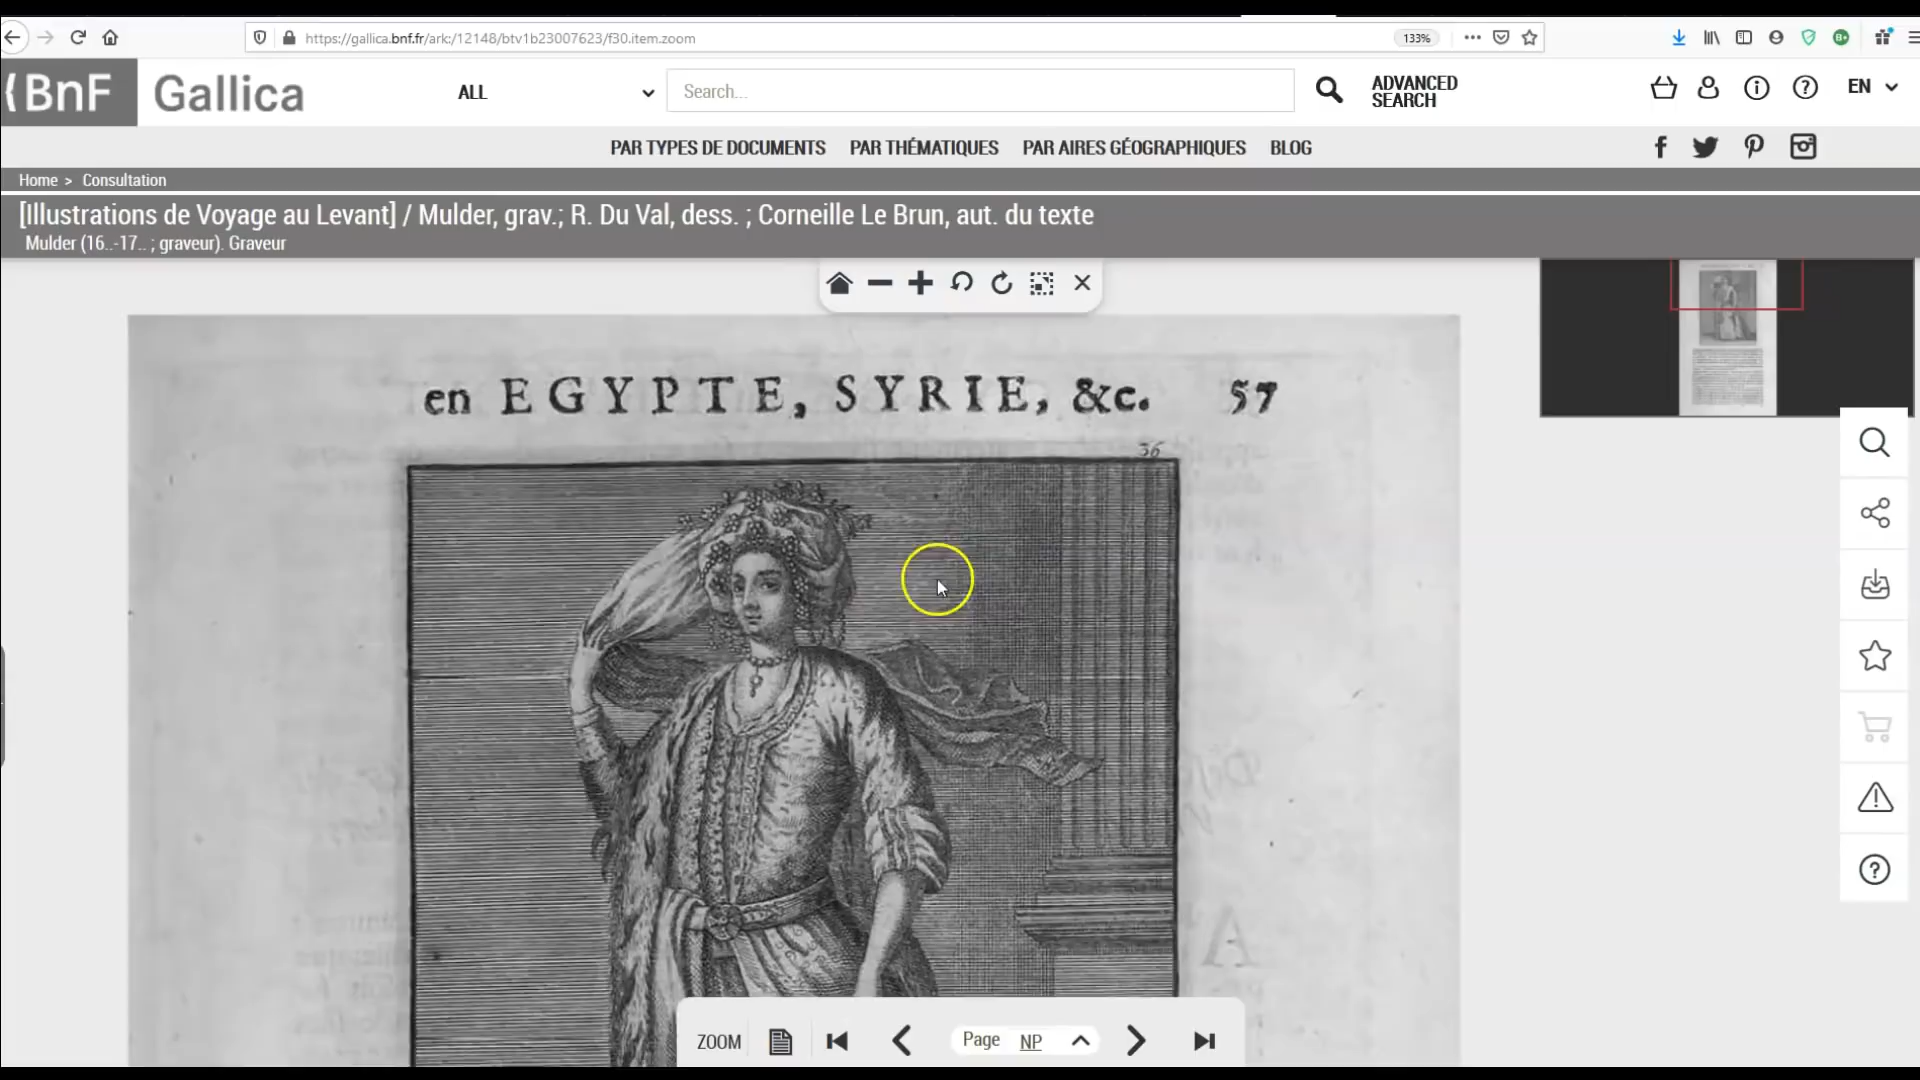 https://gallica.bnf.fr/ark:/12148/btv1b23007623/f30.item.zoom
133%
BnF
Gallica
ALL
Search...
ADVANCED
SEARCH
EN
PAR TYPES DE DOCUMENTS
PAR THÉMATIQUES
PAR AIRES GÉOGRAPHIQUES
BLOG
Home > Consultation
[Illustrations de Voyage au Levant] / Mulder, grav.; R. Du Val, dess. ; Corneille Le Brun, aut. du texte
Mulder (16..-17.. ; graveur). Graveur
en EGYPTE, SYRIE, &c. 57
36
ZOOM
Page NP